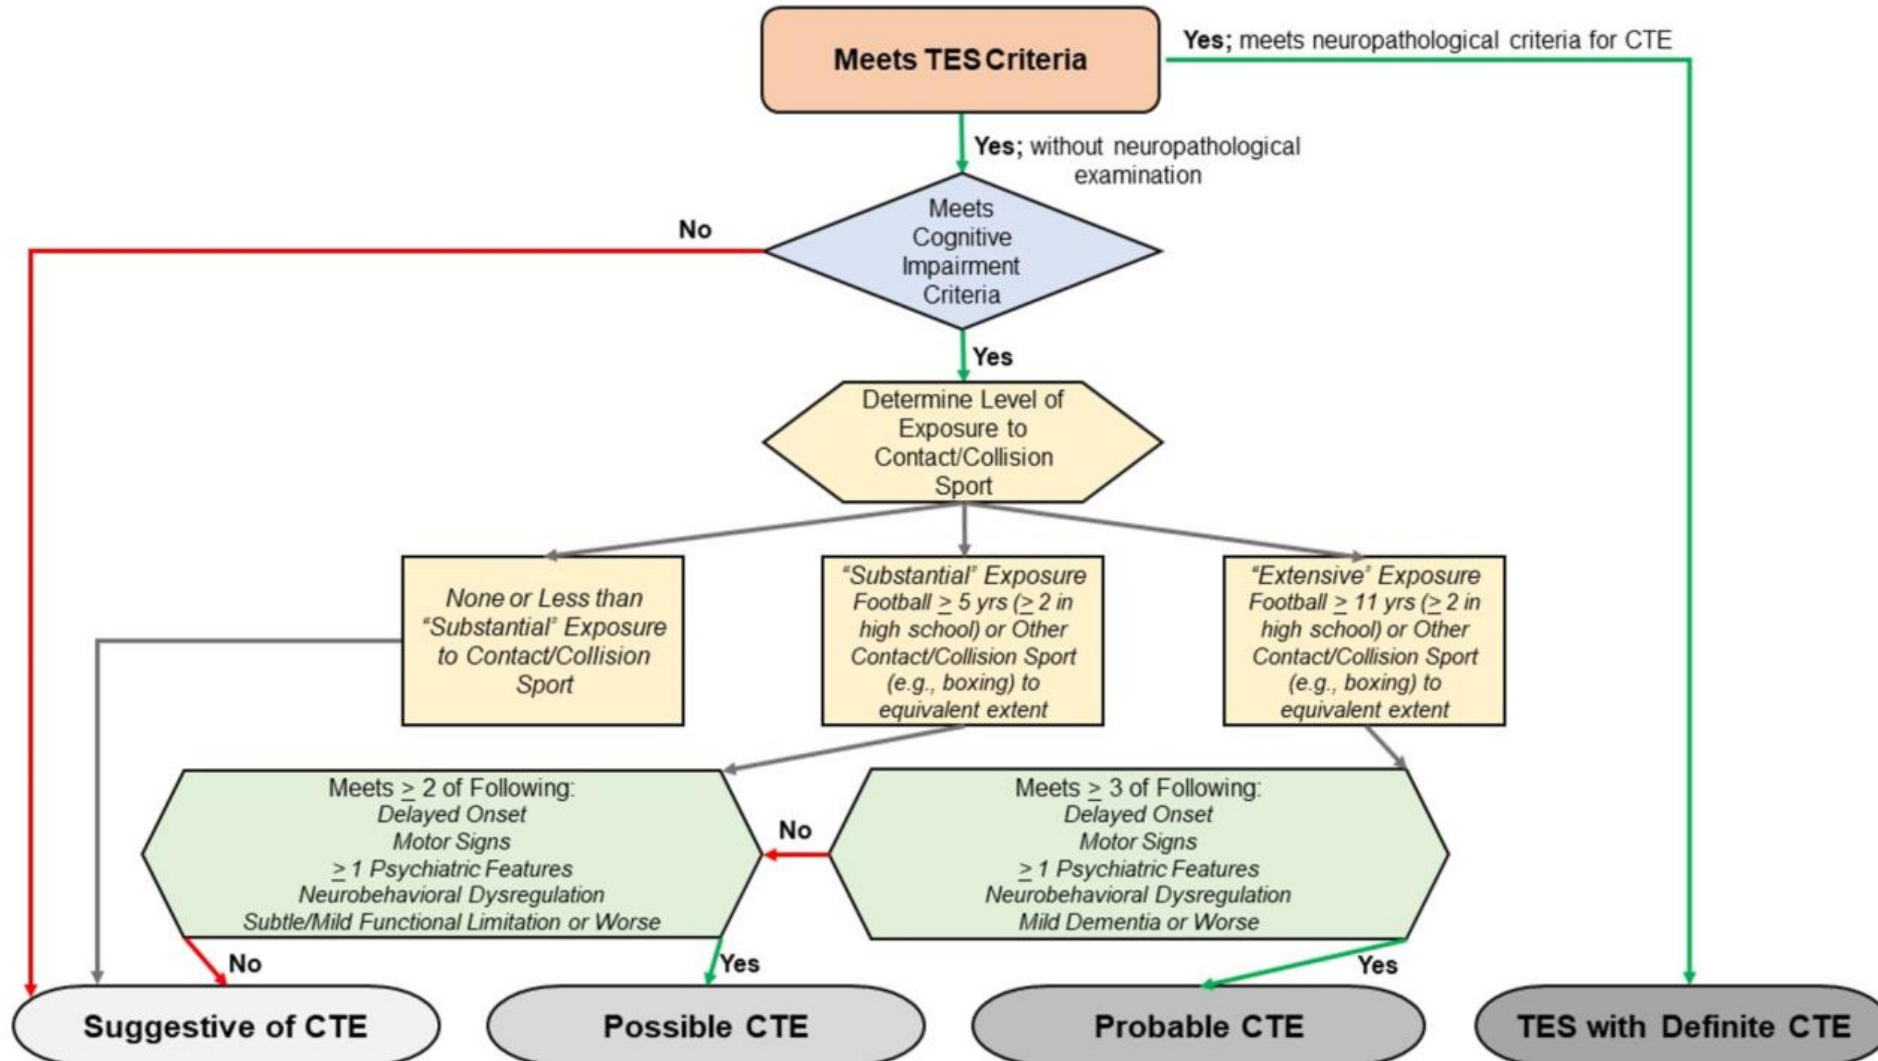 Meets TES Criteria
Yes; meets neuropathological criteria for CTE
Yes; without neuropathological
examination
No
Meets
Cognitive
Impairment
Criteria
Yes
Determine Level of
Exposure to
Contact/Collision
Sport
None or Less than
“Substantial” Exposure
to Contact/Collision
Sport
“Substantial” Exposure
Football ≥ 5 yrs (≥ 2 in
high school) or Other
Contact/Collision Sport
(e.g., boxing) to
equivalent extent
“Extensive” Exposure
Football ≥ 11 yrs (≥ 2 in
high school) or Other
Contact/Collision Sport
(e.g., boxing) to
equivalent extent
Meets ≥ 2 of Following:
Delayed Onset
Motor Signs
≥ 1 Psychiatric Features
Neurobehavioral Dysregulation
Subtle/Mild Functional Limitation or Worse
No
Meets ≥ 3 of Following:
Delayed Onset
Motor Signs
≥ 1 Psychiatric Features
Neurobehavioral Dysregulation
Mild Dementia or Worse
No
Yes
Yes
Suggestive of CTE
Possible CTE
Probable CTE
TES with Definite CTE